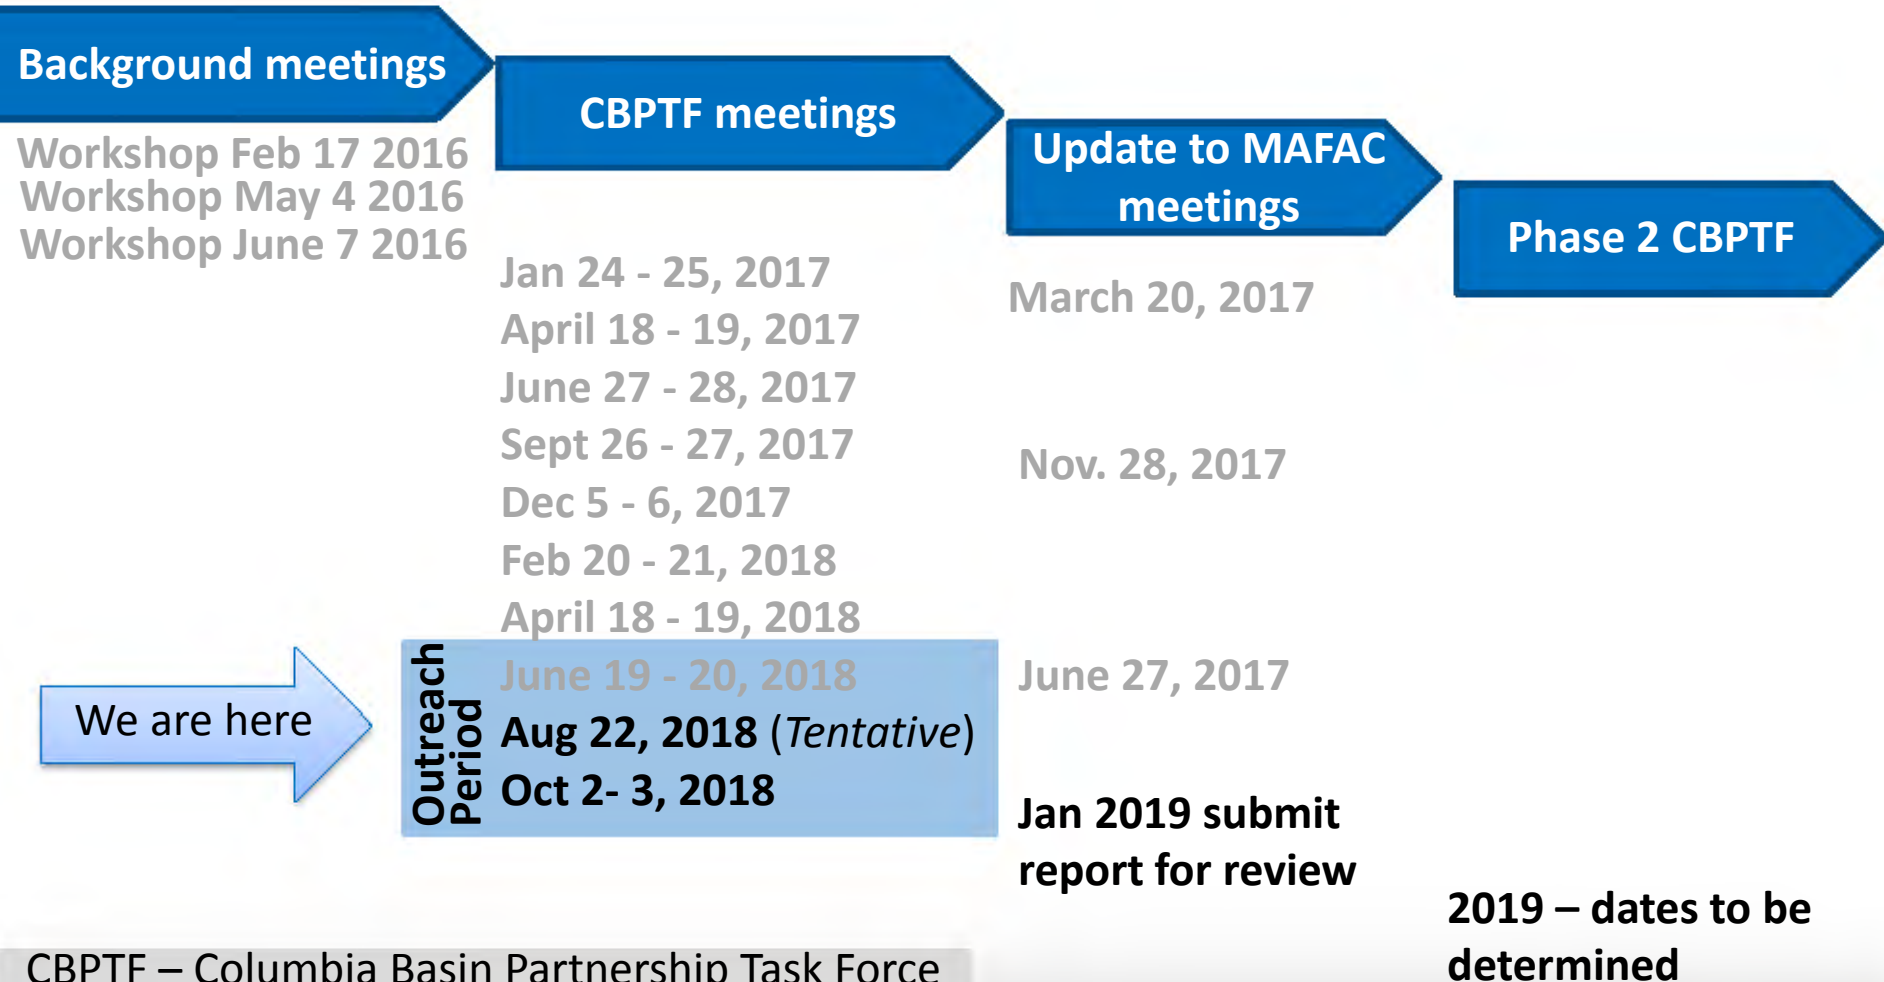 Background meetings
Workshop Feb 17 2016
Workshop May 4 2016
Workshop June 7 2016
CBPTF meetings
Jan 24 - 25, 2017
April 18 - 19, 2017
June 27 - 28, 2017
Sept 26 - 27, 2017
Dec 5 - 6, 2017
Feb 20 - 21, 2018
April 18 - 19, 2018
We are here
Outreach
Period
June 19 - 20, 2018
Aug 22, 2018 (Tentative)
Oct 2- 3, 2018
Update to MAFAC
meetings
March 20, 2017
Nov. 28, 2017
June 27, 2017
Jan 2019 submit
report for review
Phase 2 CBPTF
2019 – dates to be
determined
CBPTF – Columbia Basin Partnership Task Force